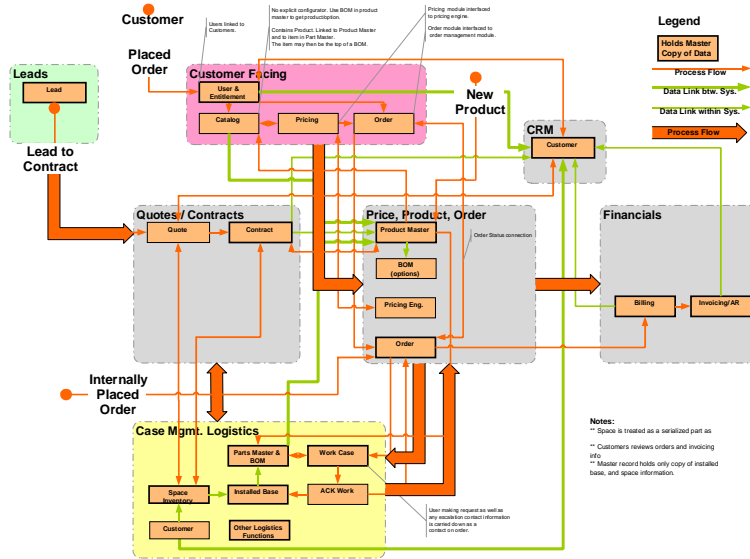 Customer
Placed
Order
Users linked to
Customers.
No explicit configurator. Use BOM in product
master to get product/option.
Contains Product. Linked to Product Master
and to item in Part Master.
The item may then be the top of a BOM.
Pricing module interfaced
to pricing engine.
Order module interfaced to
order management module.
Legend
Holds Master
Copy of Data
Process Flow
Data Link btw. Sys.
Data Link within Sys.
Process Flow
Leads
Lead
Lead to
Contract
Customer Facing
User &
Entitlement
Catalog
Pricing
Order
New
Product
CRM
Customer
Quotes / Contracts
Quote
Contract
Price, Product, Order
Product Master
BOM
(options)
Pricing Eng.
Order
Order Status connection
Financials
Billing
Invoicing/AR
Internally
Placed
Order
Case Mgmt. Logistics
Parts Master &
BOM
Work Case
Space
Inventory
Installed Base
ACK Work
Customer
Other Logistics
Functions
User making request as well as
any escalation contact information
is carried down as a
contact on order.
Notes:
** Space is treated as a serialized part as
** Customers reviews orders and invoicing
info
** Master record holds only copy of installed
base, and space information.